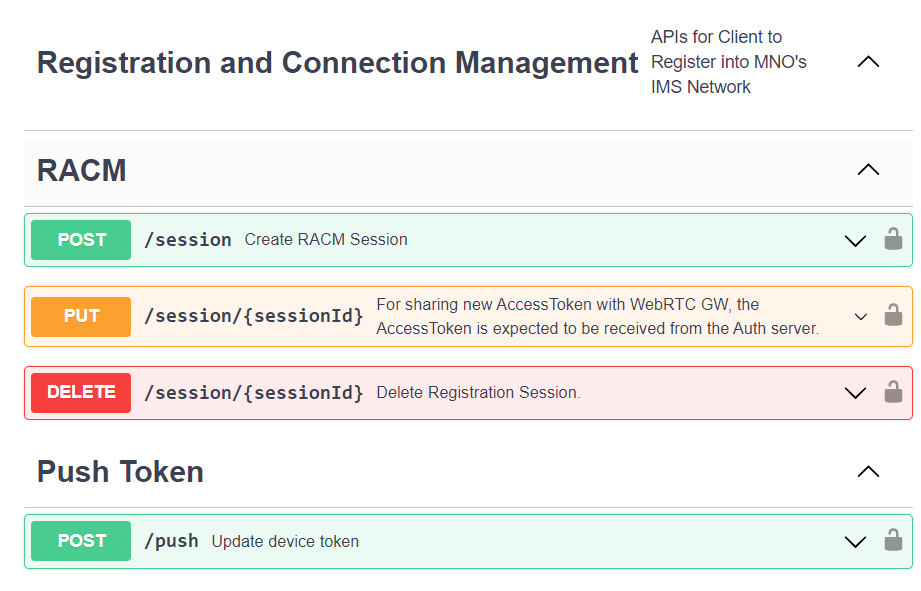 Registration and Connection Management
APIs for Client to
Register into MNO's
IMS Network
RACM
POST /session Create RACM Session
PUT /session/{sessionId} For sharing new AccessToken with WebRTC GW, the
AccessToken is expected to be received from the Auth server.
DELETE /session/{sessionId} Delete Registration Session.
Push Token
POST /push Update device token